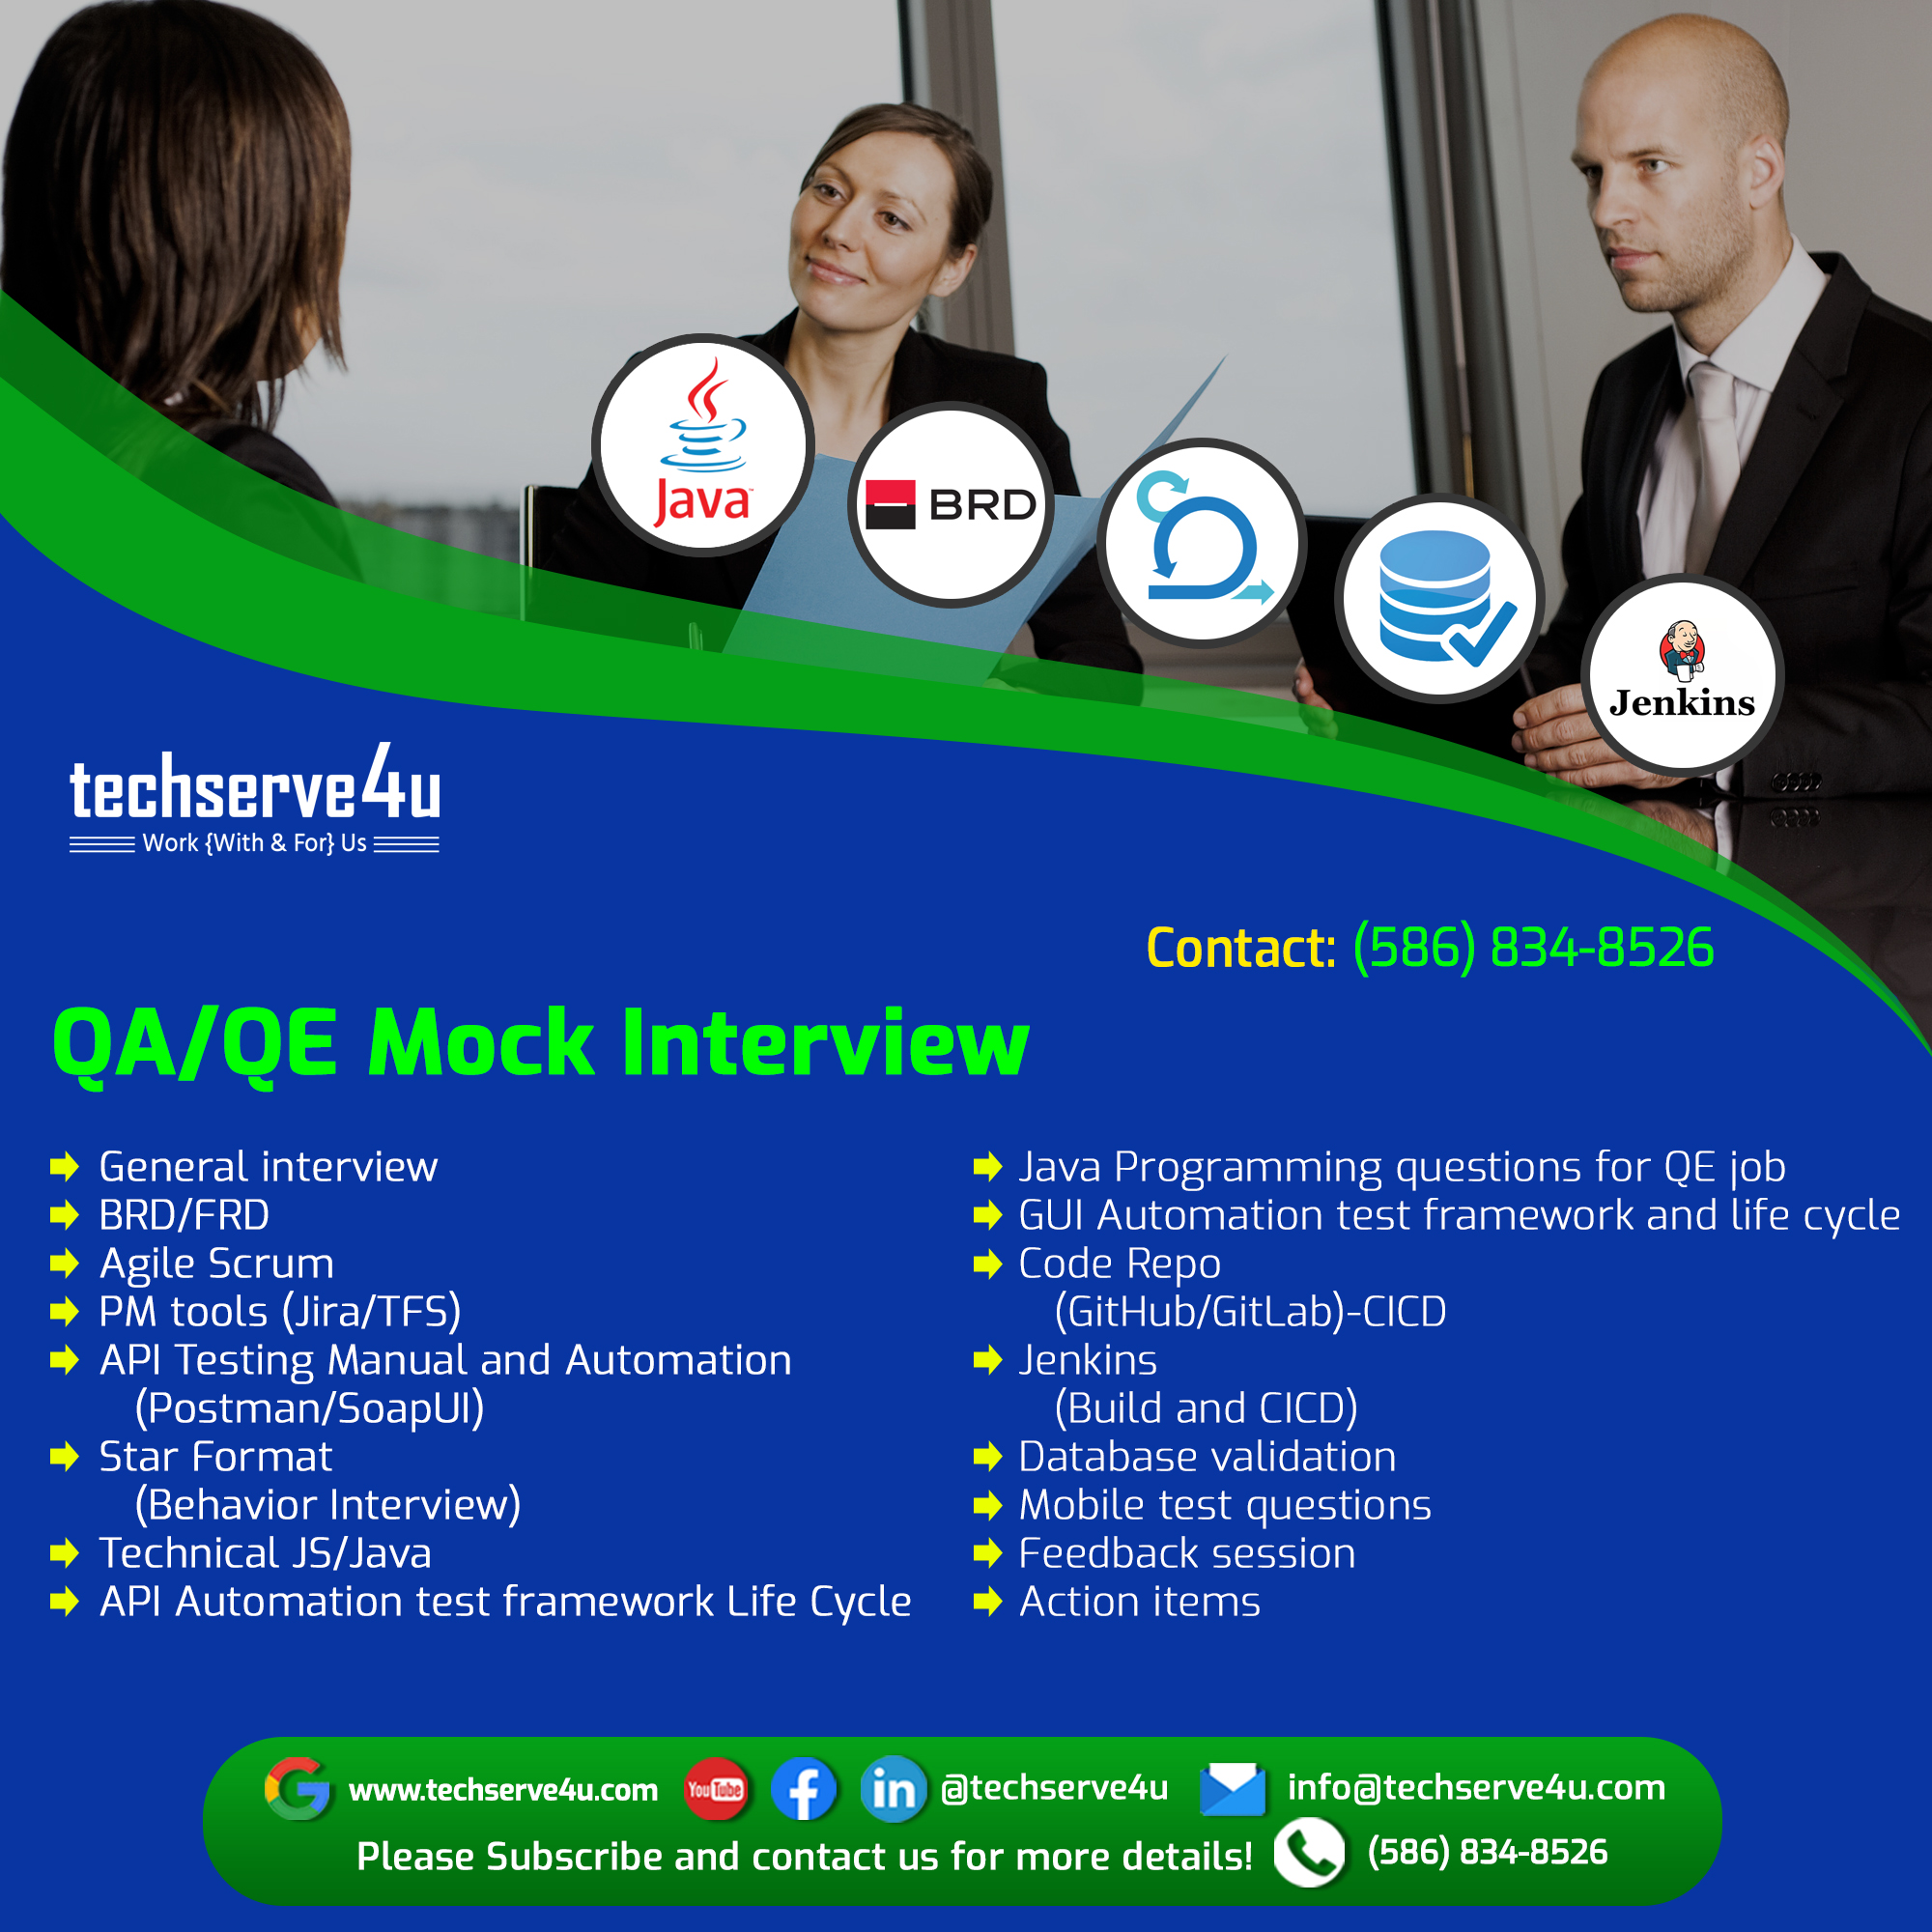 Java
BRD
Jenkins
techserve4u
Work {With & For} Us
Contact: (586) 834-8526
QA/QE Mock Interview
General interview
BRD/FRD
Agile Scrum
PM tools (Jira/TFS)
API Testing Manual and Automation
(Postman/SoapUI)
Star Format
(Behavior Interview)
Technical JS/Java
API Automation test framework Life Cycle
Java Programming questions for QE job
GUI Automation test framework and life cycle
Code Repo
(GitHub/GitLab)-CICD
Jenkins
(Build and CICD)
Database validation
Mobile test questions
Feedback session
Action items
www.techserve4u.com YouTube f in @techserve4u info@techserve4u.com
Please Subscribe and contact us for more details! (586) 834-8526